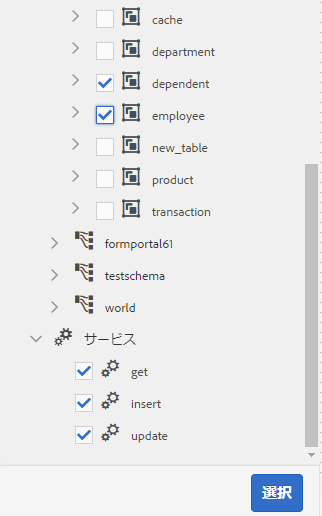 cache
department
dependent
employee
new_table
product
transaction
formportal61
testschema
world
サービス
get
insert
update
選択